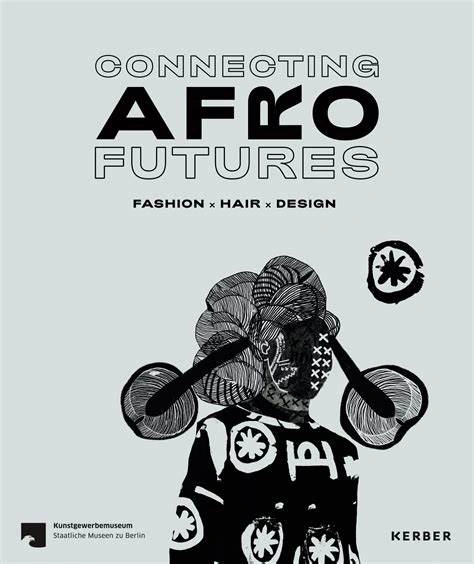 CONNECTING
AFRO
FUTURES
FASHION × HAIR × DESIGN
Kunstgewerbemuseum
Staatliche Museen zu Berlin
KERBER